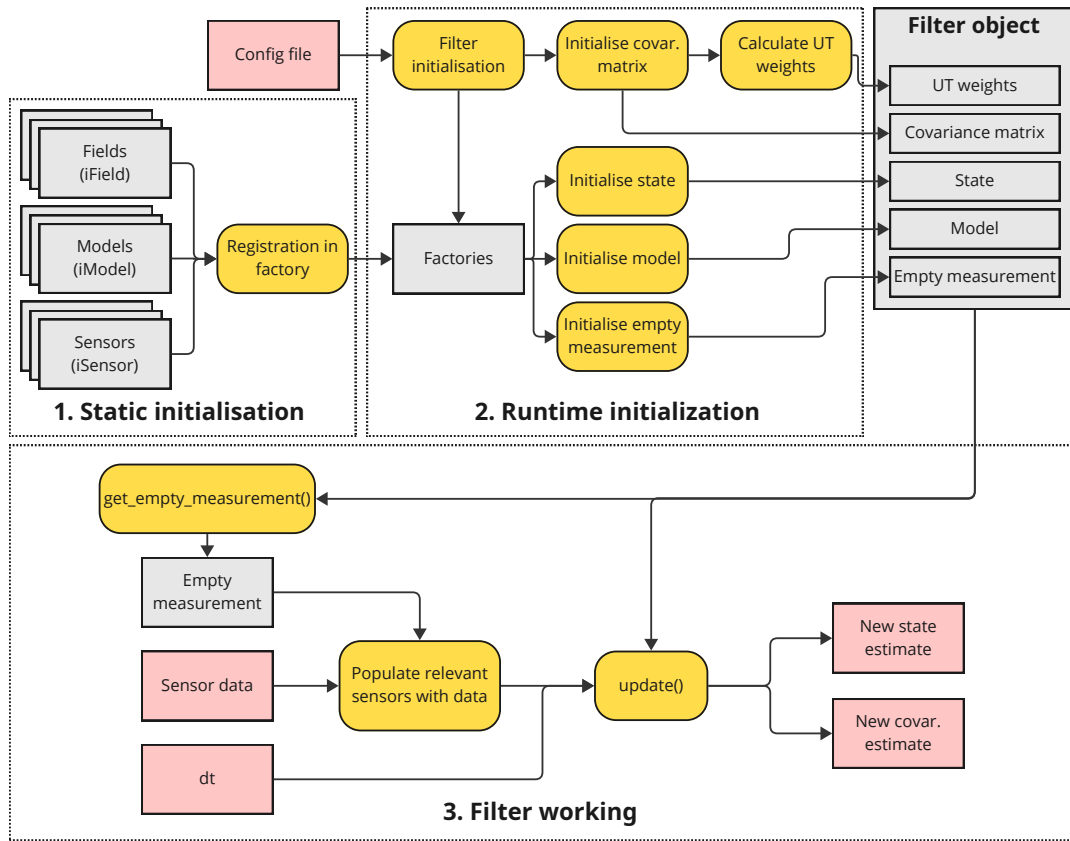 Config file
Filter
initialisation
Initialise covar.
matrix
Calculate UT
weights
Filter object
UT weights
Covariance matrix
State
Model
Empty measurement
Fields
(iField)
Models
(iModel)
Sensors
(iSensor)
Registration in
factory
1. Static initialisation
Factories
Initialise state
Initialise model
Initialise empty
measurement
2. Runtime initialization
get_empty_measurement()
Empty
measurement
Sensor data
dt
Populate relevant
sensors with data
update()
New state
estimate
New covar.
estimate
3. Filter working